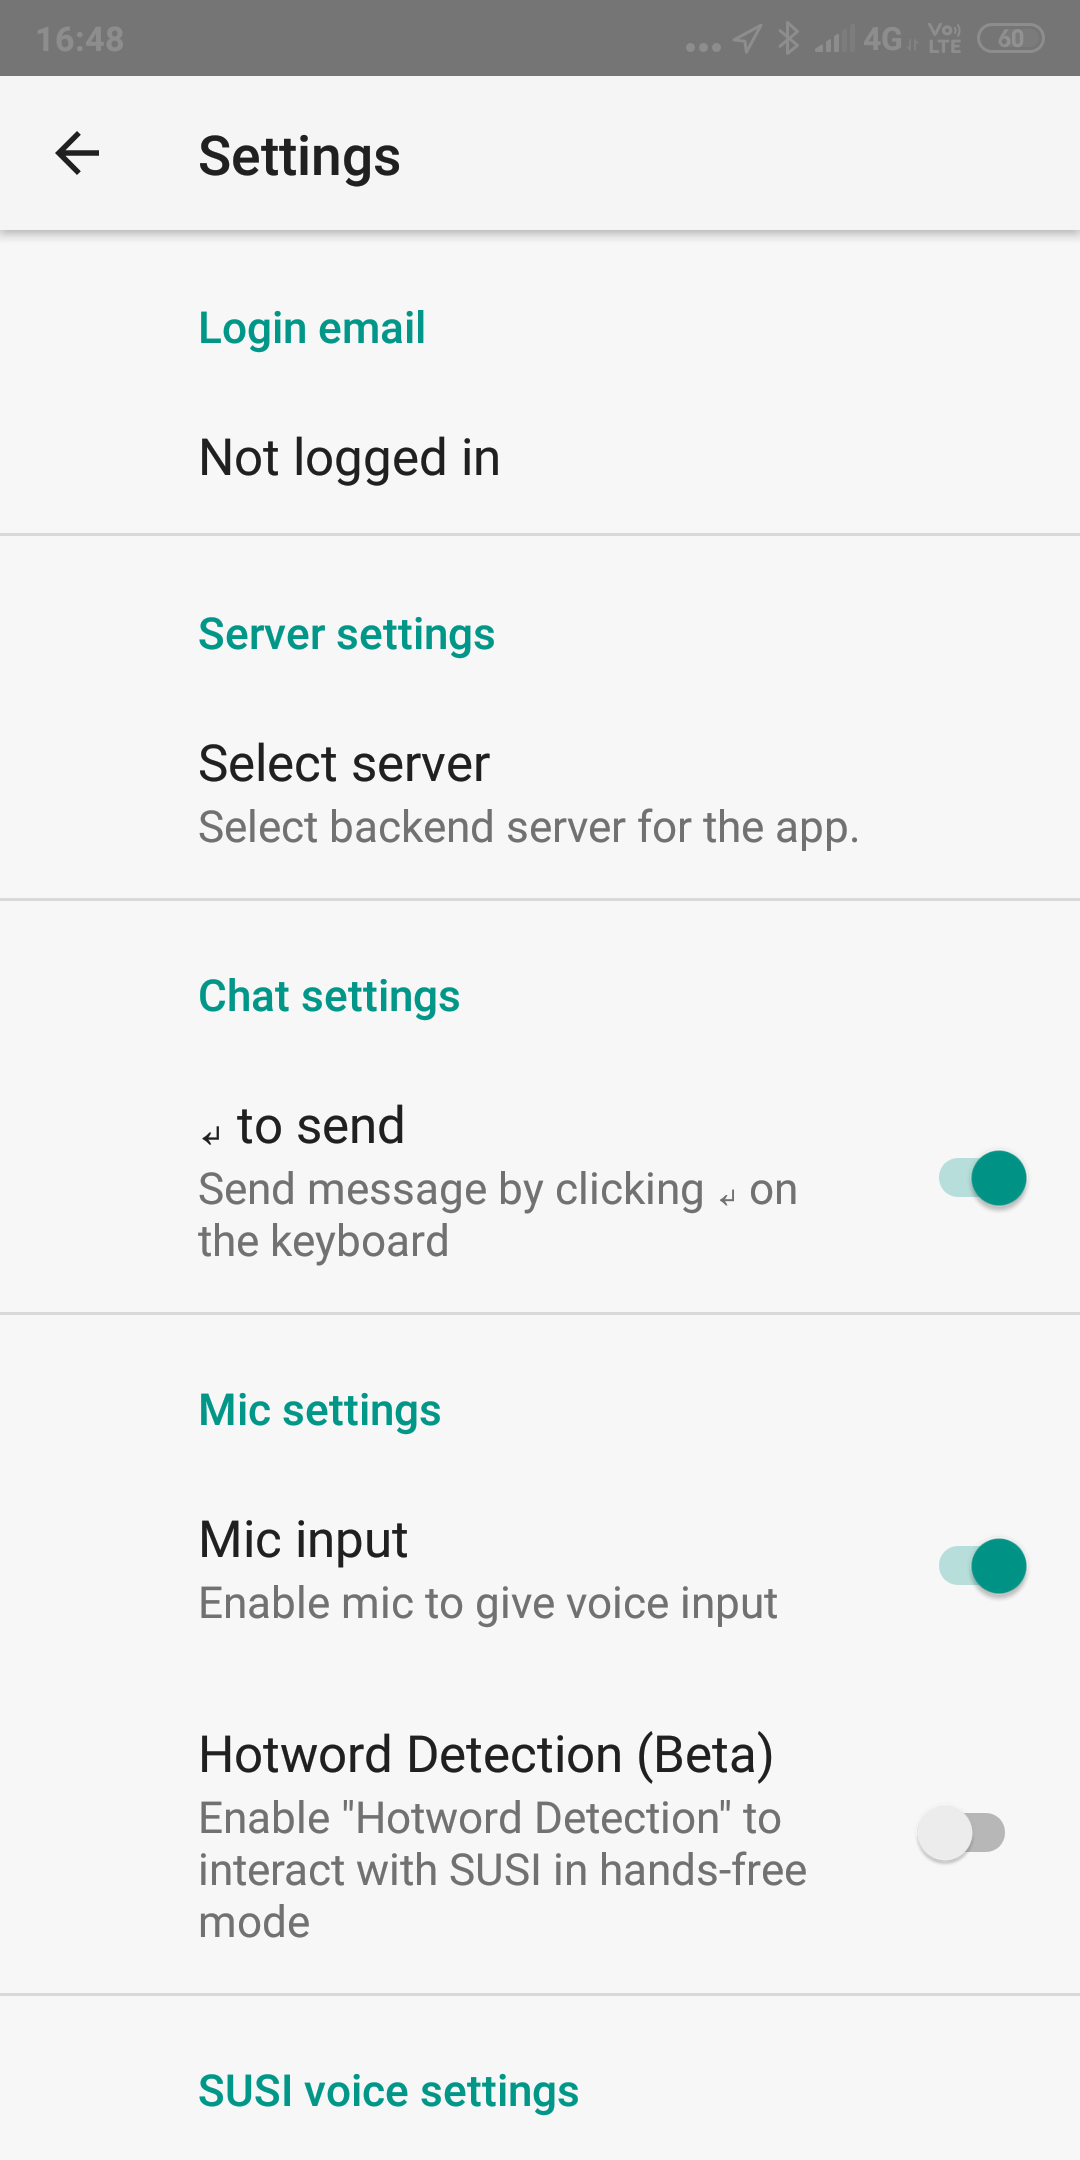 16:48
4G
Vo))
LTE
60
Settings
Login email
Not logged in
Server settings
Select server
Select backend server for the app.
Chat settings
↵ to send
Send message by clicking ↵ on
the keyboard
Mic settings
Mic input
Enable mic to give voice input
Hotword Detection (Beta)
Enable "Hotword Detection" to
interact with SUSI in hands-free
mode
SUSI voice settings